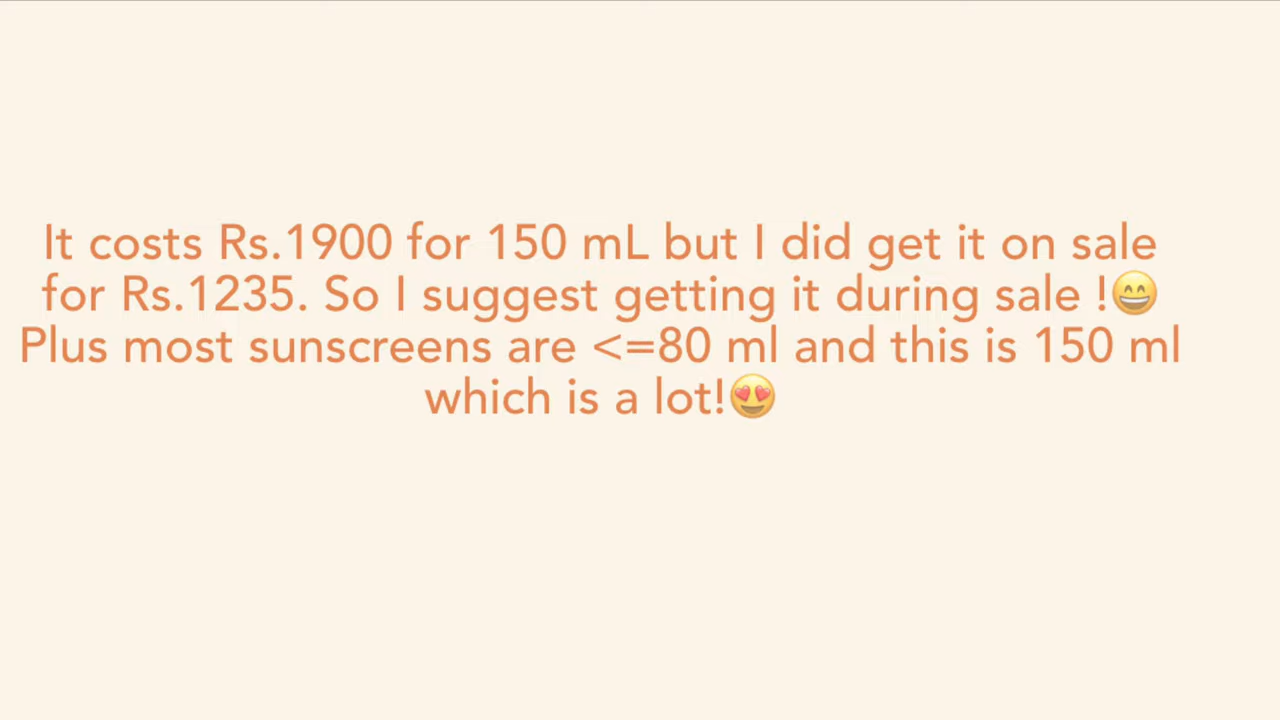 It costs Rs.1900 for 150 mL but I did get it on sale
for Rs.1235. So I suggest getting it during sale !😄
Plus most sunscreens are <=80 ml and this is 150 ml
which is a lot!😍